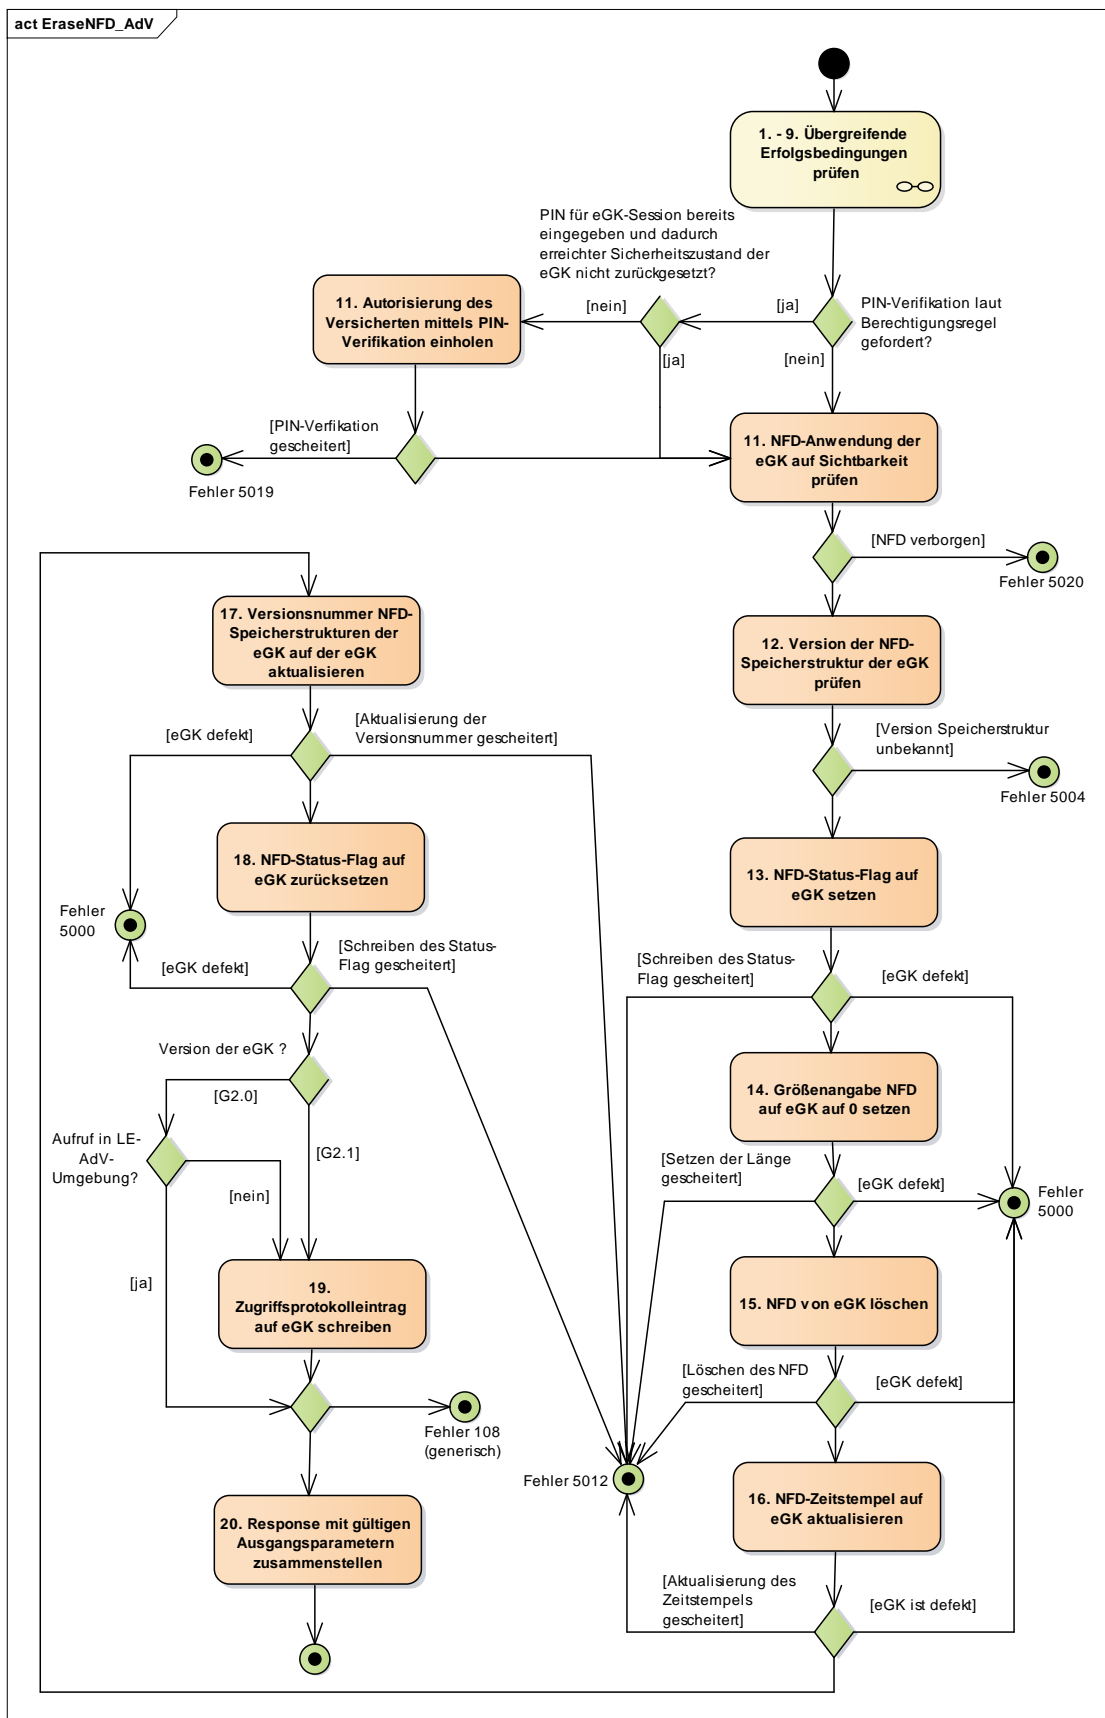 act EraseNFD_AdV
1. - 9. Übergreifende
Erfolgsbedingungen
prüfen
PIN für eGK-Session bereits
eingegeben und dadurch
erreichter Sicherheitszustand der
eGK nicht zurückgesetzt?
11. Autorisierung des
Versicherten mittels PIN-
Verifikation einholen
[nein]
[ja]
PIN-Verifikation laut
Berechtigungsregel
gefordert?
[ja]
[nein]
[PIN-Verfikation
gescheitert]
Fehler 5019
11. NFD-Anwendung der
eGK auf Sichtbarkeit
prüfen
[NFD verborgen]
Fehler 5020
12. Version der NFD-
Speicherstruktur der eGK
prüfen
[Version Speicherstruktur
unbekannt]
Fehler 5004
13. NFD-Status-Flag auf
eGK setzen
[Schreiben des Status-
Flag gescheitert]
[eGK defekt]
14. Größenangabe NFD
auf eGK auf 0 setzen
[Setzen der Länge
gescheitert]
[eGK defekt]
Fehler
5000
15. NFD von eGK löschen
[Löschen des NFD
gescheitert]
[eGK defekt]
Fehler 5012
16. NFD-Zeitstempel auf
eGK aktualisieren
[Aktualisierung des
Zeitstempels
gescheitert]
[eGK ist defekt]
17. Versionsnummer NFD-
Speicherstrukturen der
eGK auf der eGK
aktualisieren
[eGK defekt]
[Aktualisierung der
Versionsnummer gescheitert]
18. NFD-Status-Flag auf
eGK zurücksetzen
Fehler
5000
[eGK defekt]
[Schreiben des Status-
Flag gescheitert]
Version der eGK ?
[G2.0]
[G2.1]
Aufruf in LE-
AdV-
Umgebung?
[nein]
[ja]
19.
Zugriffsprotokolleintrag
auf eGK schreiben
Fehler 108
(generisch)
20. Response mit gültigen
Ausgangsparametern
zusammenstellen